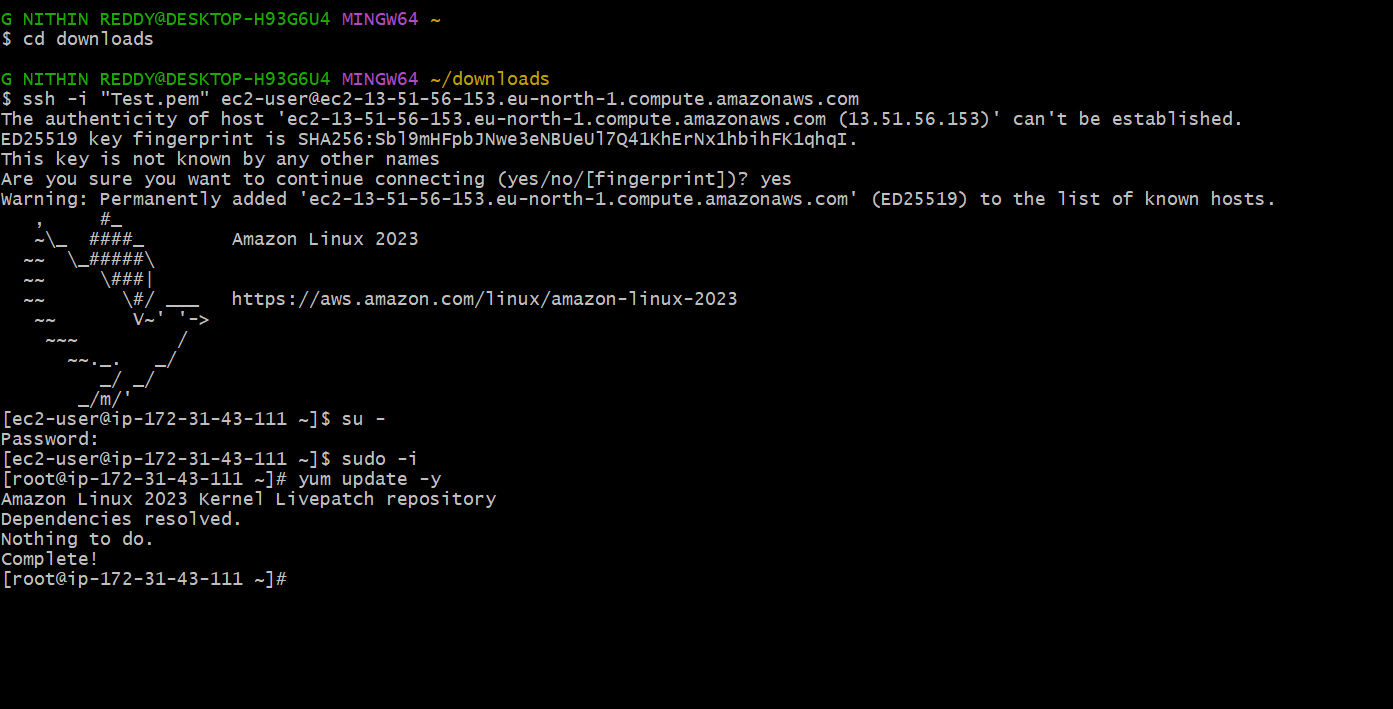 G NITHIN REDDY@DESKTOP-H93G6U4 MINGW64 ~
$ cd downloads

G NITHIN REDDY@DESKTOP-H93G6U4 MINGW64 ~/downloads
$ ssh -i "Test.pem" ec2-user@ec2-13-51-56-153.eu-north-1.compute.amazonaws.com
The authenticity of host 'ec2-13-51-56-153.eu-north-1.compute.amazonaws.com (13.51.56.153)' can't be established.
ED25519 key fingerprint is SHA256:Sbl9mHFpbJNwe3eNBUeUl7Q41KhErNx1hbihFK1qhqI.
This key is not known by any other names
Are you sure you want to continue connecting (yes/no/[fingerprint])? yes
Warning: Permanently added 'ec2-13-51-56-153.eu-north-1.compute.amazonaws.com' (ED25519) to the list of known hosts.
   ,     #_
   ~\_  ####_        Amazon Linux 2023
  ~~  \_#####\
  ~~     \###|
  ~~       \#/ ___   https://aws.amazon.com/linux/amazon-linux-2023
   ~~       V~' '->
    ~~~         /
      ~~._.   _/
         _/ _/
       _/m/'
[ec2-user@ip-172-31-43-111 ~]$ su -
Password:
[ec2-user@ip-172-31-43-111 ~]$ sudo -i
[root@ip-172-31-43-111 ~]# yum update -y
Amazon Linux 2023 Kernel Livepatch repository
Dependencies resolved.
Nothing to do.
Complete!
[root@ip-172-31-43-111 ~]#